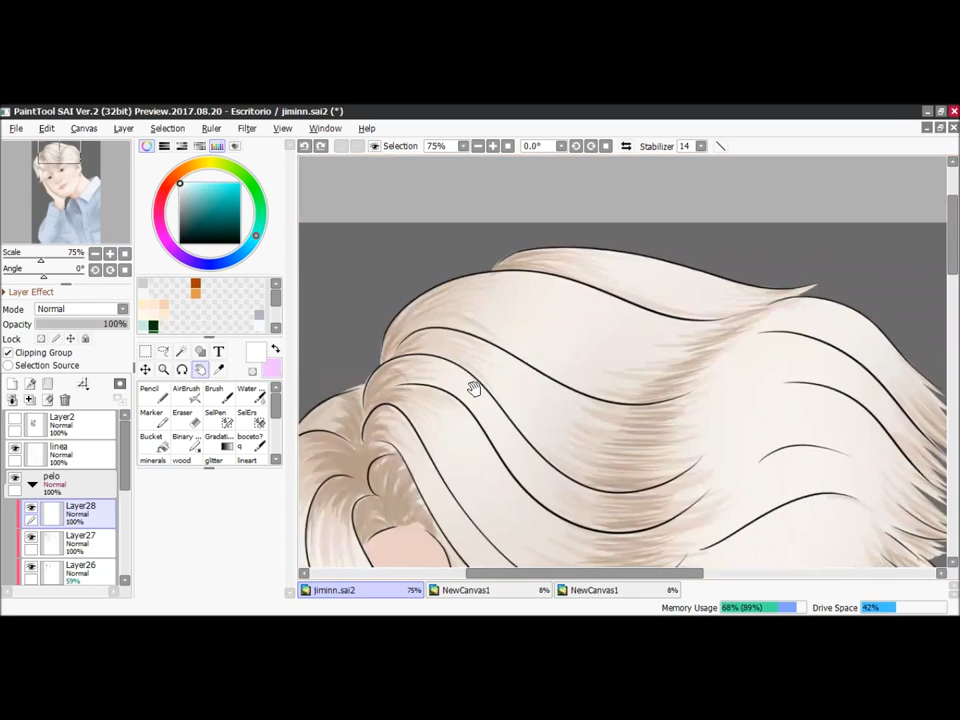 PaintTool SAI Ver.2 (32bit) Preview.2017.08.20 - Escritorio / jiminn.sai2 (*)
File Edit Canvas Layer Selection Ruler Filter View Window Help
Selection 75% 0.0° Stabilizer 14
Scale 75%
Angle 0°
Layer Effect
Mode Normal
Opacity 100%
Lock
Clipping Group
Selection Source
T
Pencil AirBrush Brush Water ...
Marker Eraser SelPen SelErs
Bucket Binary ... Gradati... boceto?
q
minerals wood glitter lineart
Layer2
Normal
100%
linea
Normal
100%
pelo
Normal
100%
Layer28
Normal
100%
Layer27
Normal
100%
Layer26
Normal
59%
jiminn.sai2 75% NewCanvas1 8% NewCanvas1 8%
Memory Usage 68% (89%) Drive Space 42%